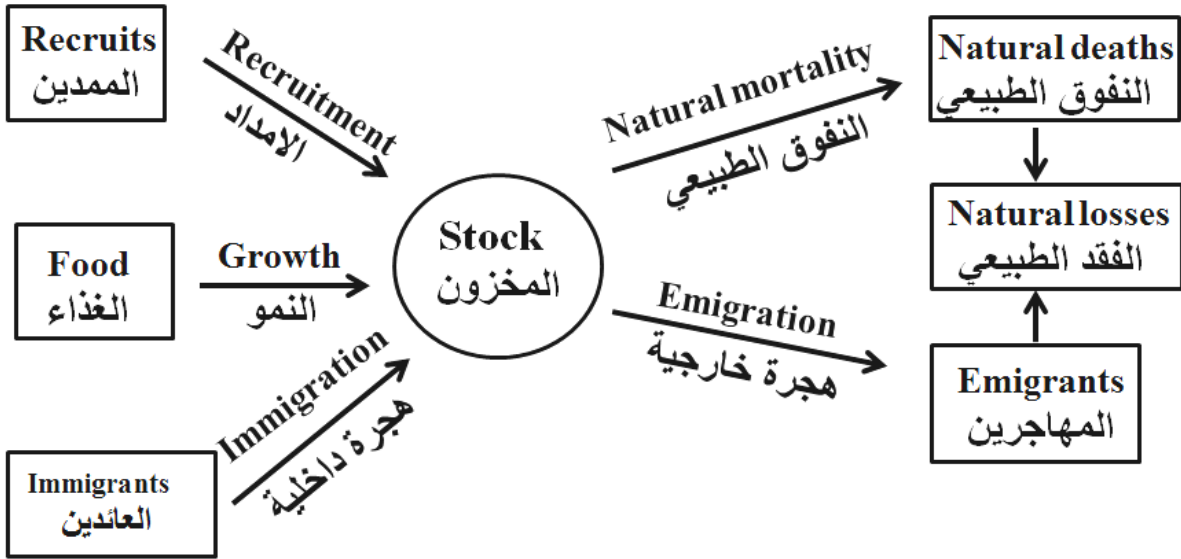 Recruits
الممدين
Recruitment
الامداد
Food
الغذاء
Growth
النمو
Immigrants
العائدين
Immigration
هجرة داخلية
Stock
المخزون
Natural mortality
النفوق الطبيعي
Emigration
هجرة خارجية
Natural deaths
النفوق الطبيعي
Natural losses
الفقد الطبيعي
Emigrants
المهاجرين